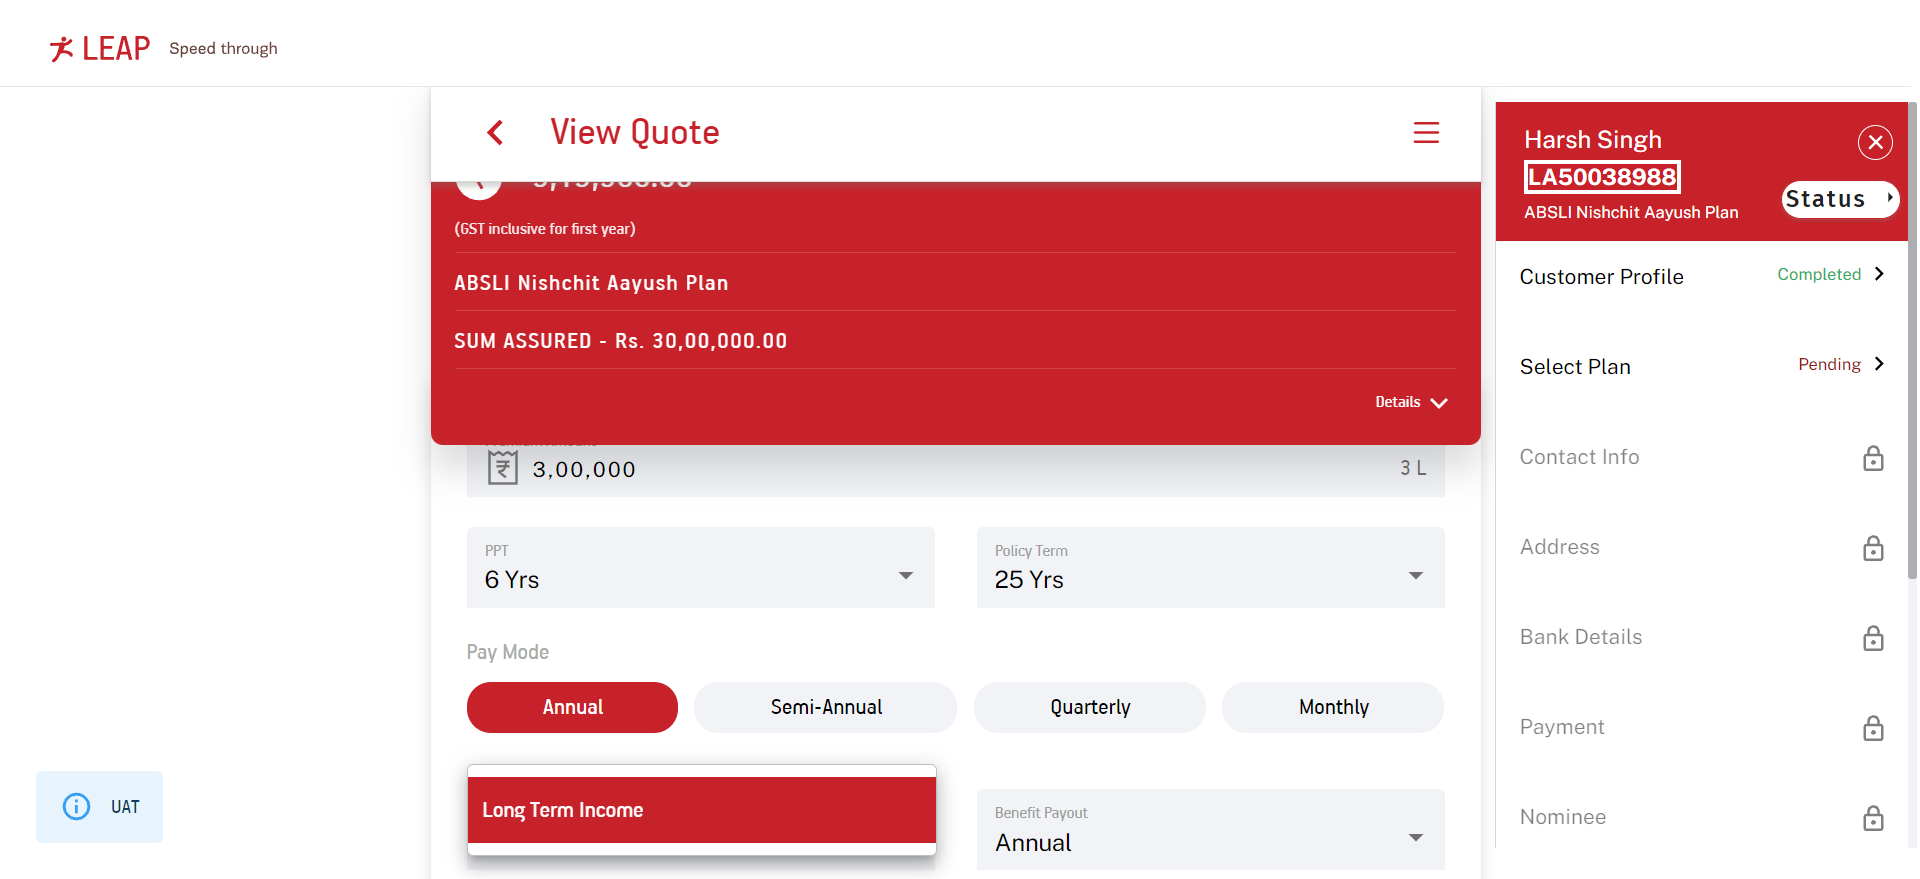 LEAP Speed through
View Quote
(GST inclusive for first year)
ABSLI Nishchit Aayush Plan
SUM ASSURED - Rs. 30,00,000.00
Details
3,00,000
3 L
PPT
6 Yrs
Policy Term
25 Yrs
Pay Mode
Annual
Semi-Annual
Quarterly
Monthly
Long Term Income
Benefit Payout
Annual
UAT
Harsh Singh
LA50038988
ABSLI Nishchit Aayush Plan
Status
Customer Profile
Completed
Select Plan
Pending
Contact Info
Address
Bank Details
Payment
Nominee